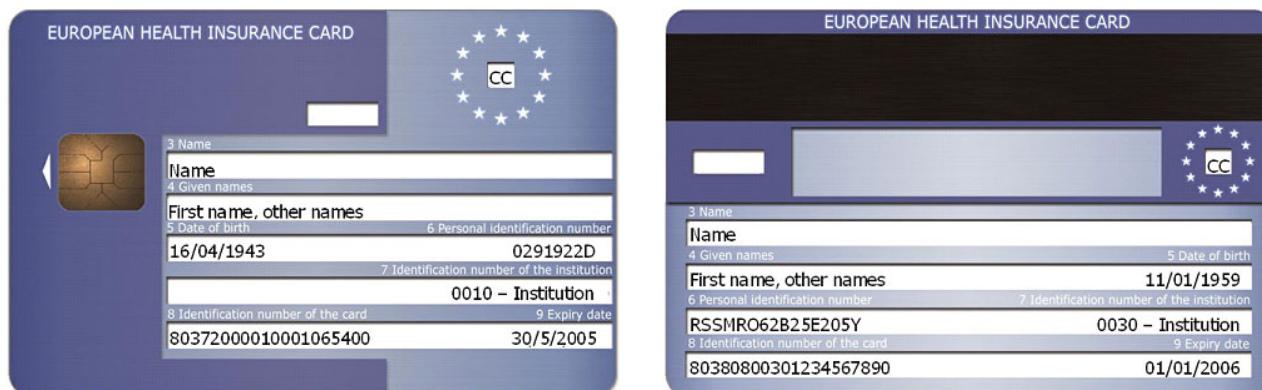 EUROPEAN HEALTH INSURANCE CARD
CC
3 Name
Name
4 Given names
First name, other names
5 Date of birth 6 Personal identification number
16/04/1943 0291922D
7 Identification number of the institution
0010 – Institution
8 Identification number of the card 9 Expiry date
80372000010001065400 30/5/2005
EUROPEAN HEALTH INSURANCE CARD
CC
3 Name
Name
4 Given names 5 Date of birth
First name, other names 11/01/1959
6 Personal identification number 7 Identification number of the institution
RSSMRO62B25E205Y 0030 – Institution
8 Identification number of the card 9 Expiry date
80380800301234567890 01/01/2006